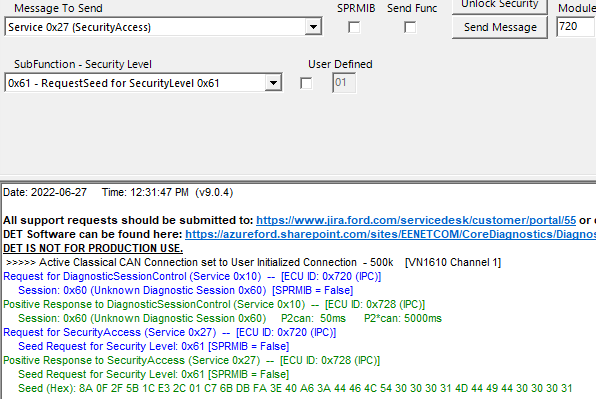 Message To Send
SPRMIB
Send Func
Unlock Security
Module
Service 0x27 (SecurityAccess)
Send Message
720
SubFunction - Security Level
User Defined
0x61 - RequestSeed for SecurityLevel 0x61
01
Date: 2022-06-27 Time: 12:31:47 PM (v9.0.4)
All support requests should be submitted to: https://www.jira.ford.com/servicedesk/customer/portal/55 or
DET Software can be found here: https://azureford.sharepoint.com/sites/EENETCOM/CoreDiagnostics/Diagnos
DET IS NOT FOR PRODUCTION USE.
>>>>> Active Classical CAN Connection set to User Initialized Connection - 500k [VN1610 Channel 1]
Request for DiagnosticSessionControl (Service 0x10) -- [ECU ID: 0x720 (IPC)]
Session: 0x60 (Unknown Diagnostic Session 0x60) [SPRMIB = False]
Positive Response to DiagnosticSessionControl (Service 0x10) -- [ECU ID: 0x728 (IPC)]
Session: 0x60 (Unknown Diagnostic Session 0x60) P2can: 50ms P2*can: 5000ms
Request for SecurityAccess (Service 0x27) -- [ECU ID: 0x720 (IPC)]
Seed Request for Security Level: 0x61 [SPRMIB = False]
Positive Response to SecurityAccess (Service 0x27) -- [ECU ID: 0x728 (IPC)]
Seed Request for Security Level: 0x61 [SPRMIB = False]
Seed (Hex): 8A 0F 2F 5B 1C E3 2C 01 C7 6B DB FA 3E 40 A6 3A 44 46 4C 54 30 30 30 31 4D 44 49 44 30 30 30 31